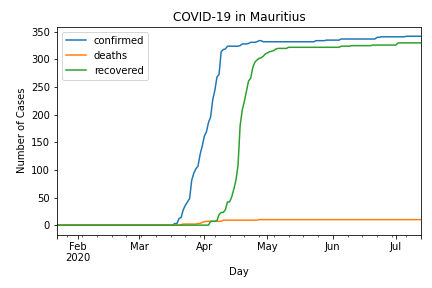 COVID-19 in Mauritius
350
300
250
200
150
100
50
0
Number of Cases
confirmed
deaths
recovered
Feb
2020
Mar
Apr
May
Jun
Jul
Day